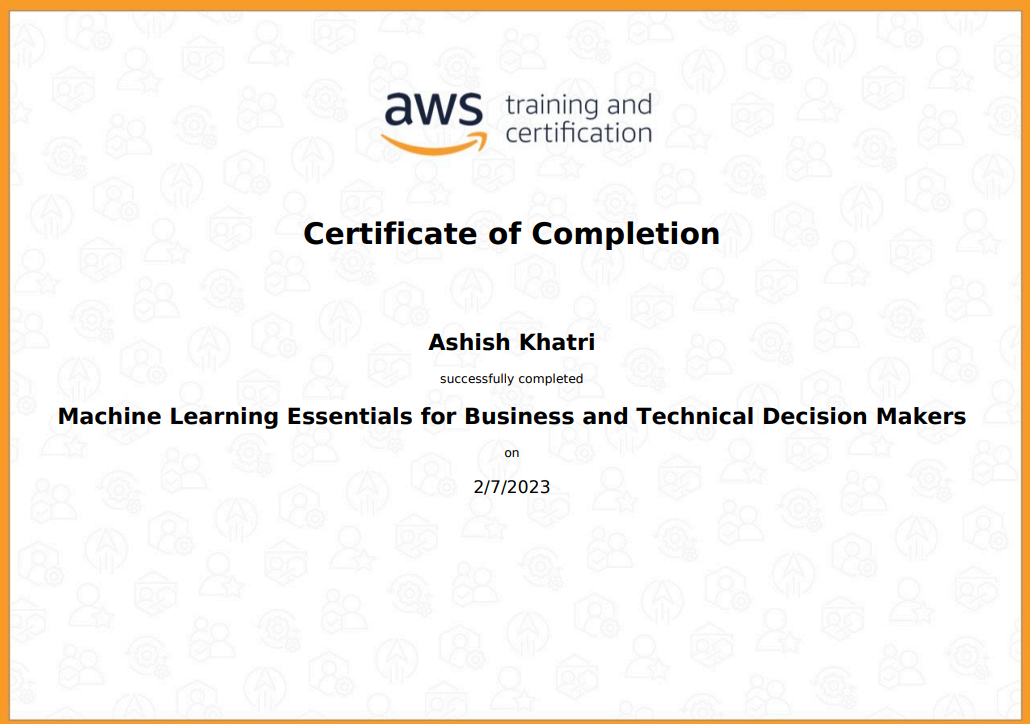 aws training and
certification
Certificate of Completion
Ashish Khatri
successfully completed
Machine Learning Essentials for Business and Technical Decision Makers
on
2/7/2023